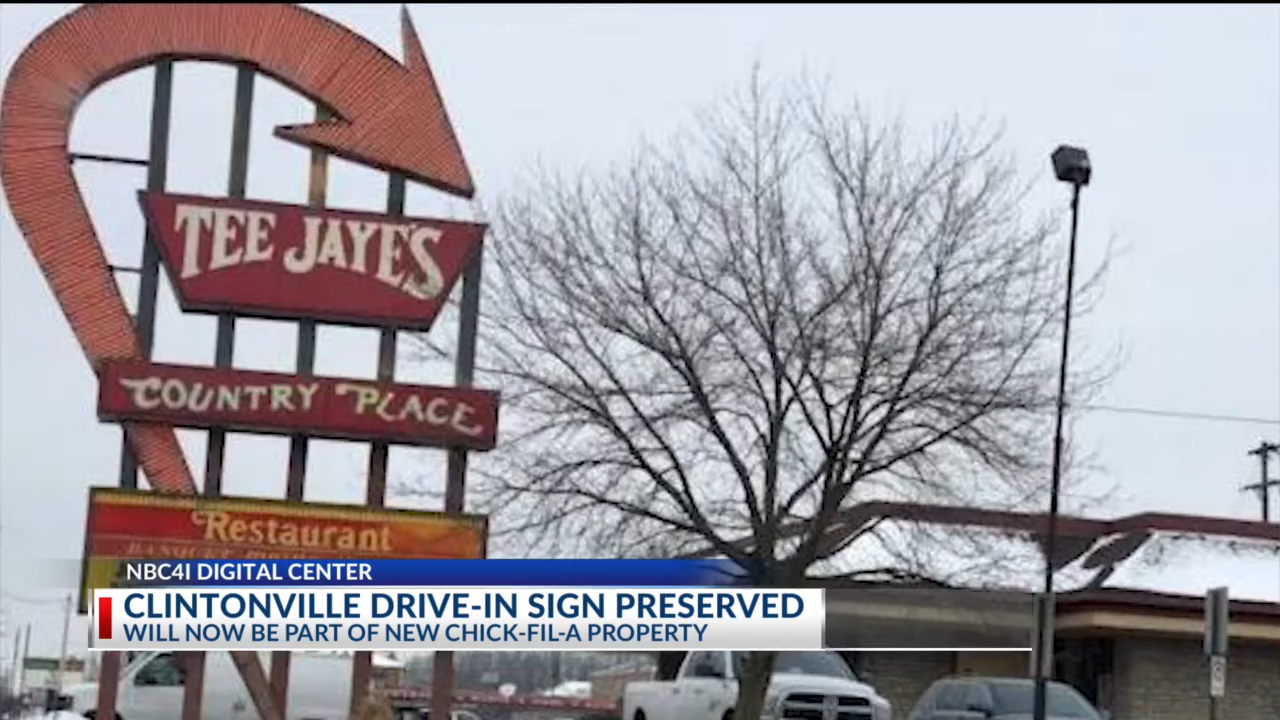 TEE JAYE'S
COUNTRY PLACE
Restaurant
NBC4I DIGITAL CENTER
CLINTONVILLE DRIVE-IN SIGN PRESERVED
WILL NOW BE PART OF NEW CHICK-FIL-A PROPERTY